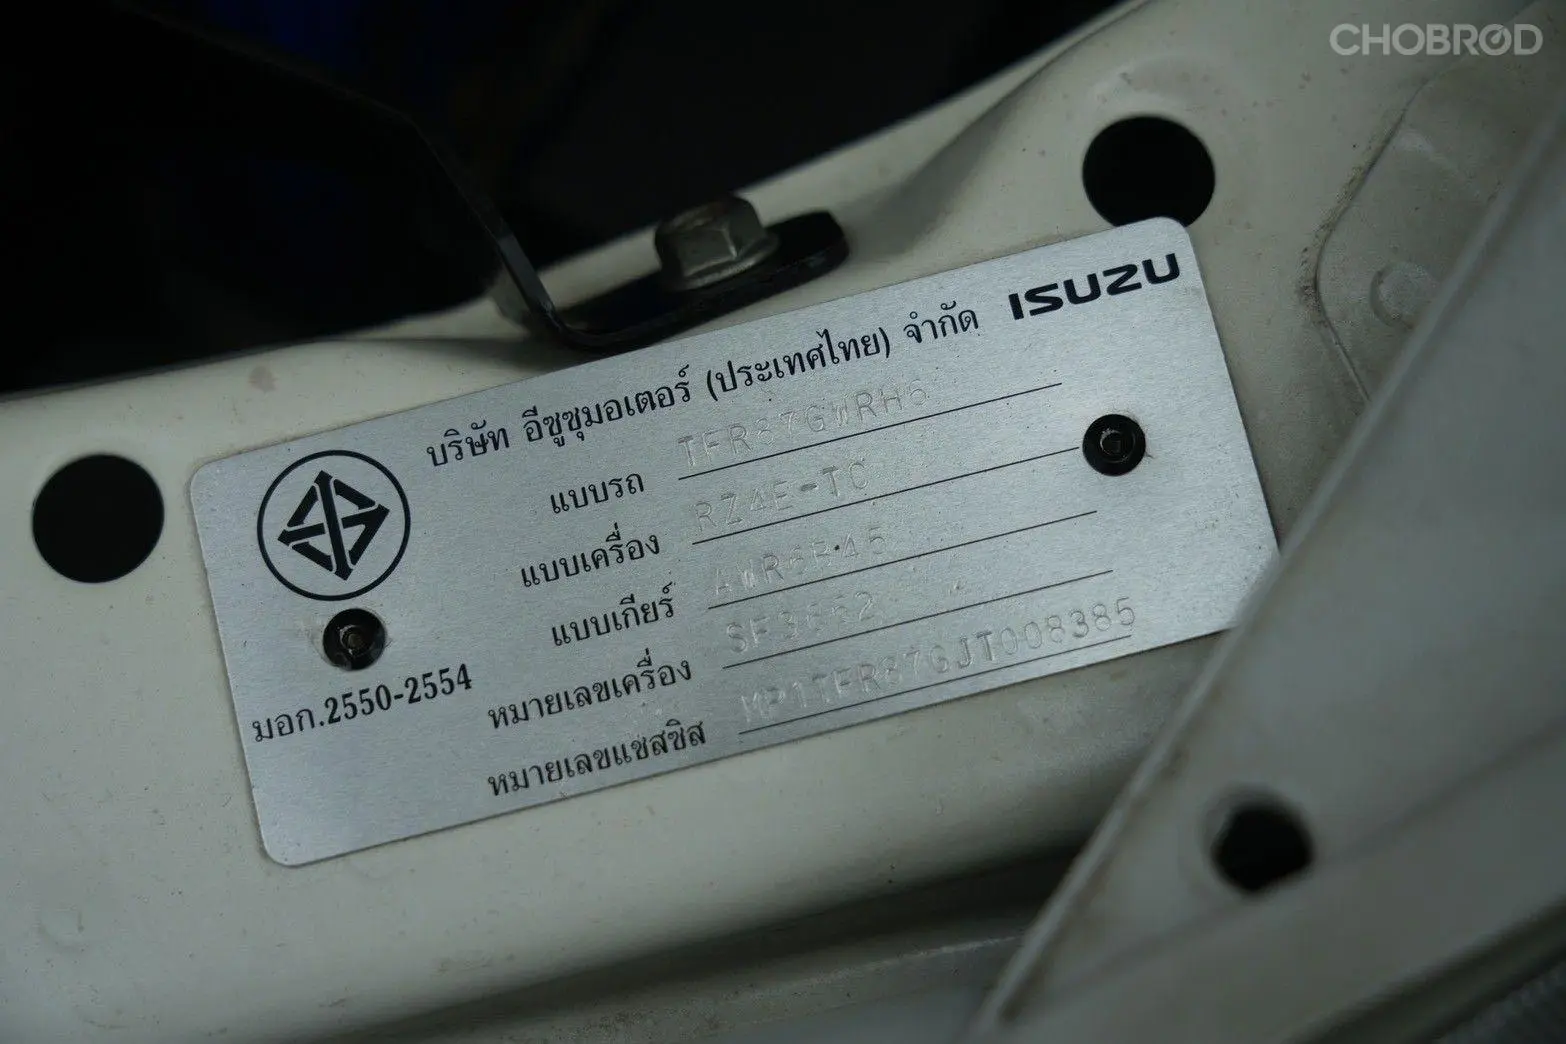 CHOBROD
บริษัท อีซูซุมอเตอร์ (ประเทศไทย) จำกัด ISUZU
แบบรถ TFR87GWRH6
แบบเครื่อง RZ4E-TC
แบบเกียร์
หมายเลขเครื่อง
หมายเลขแชสซิส MP1TFR87GJT008385
มอก.2550-2554